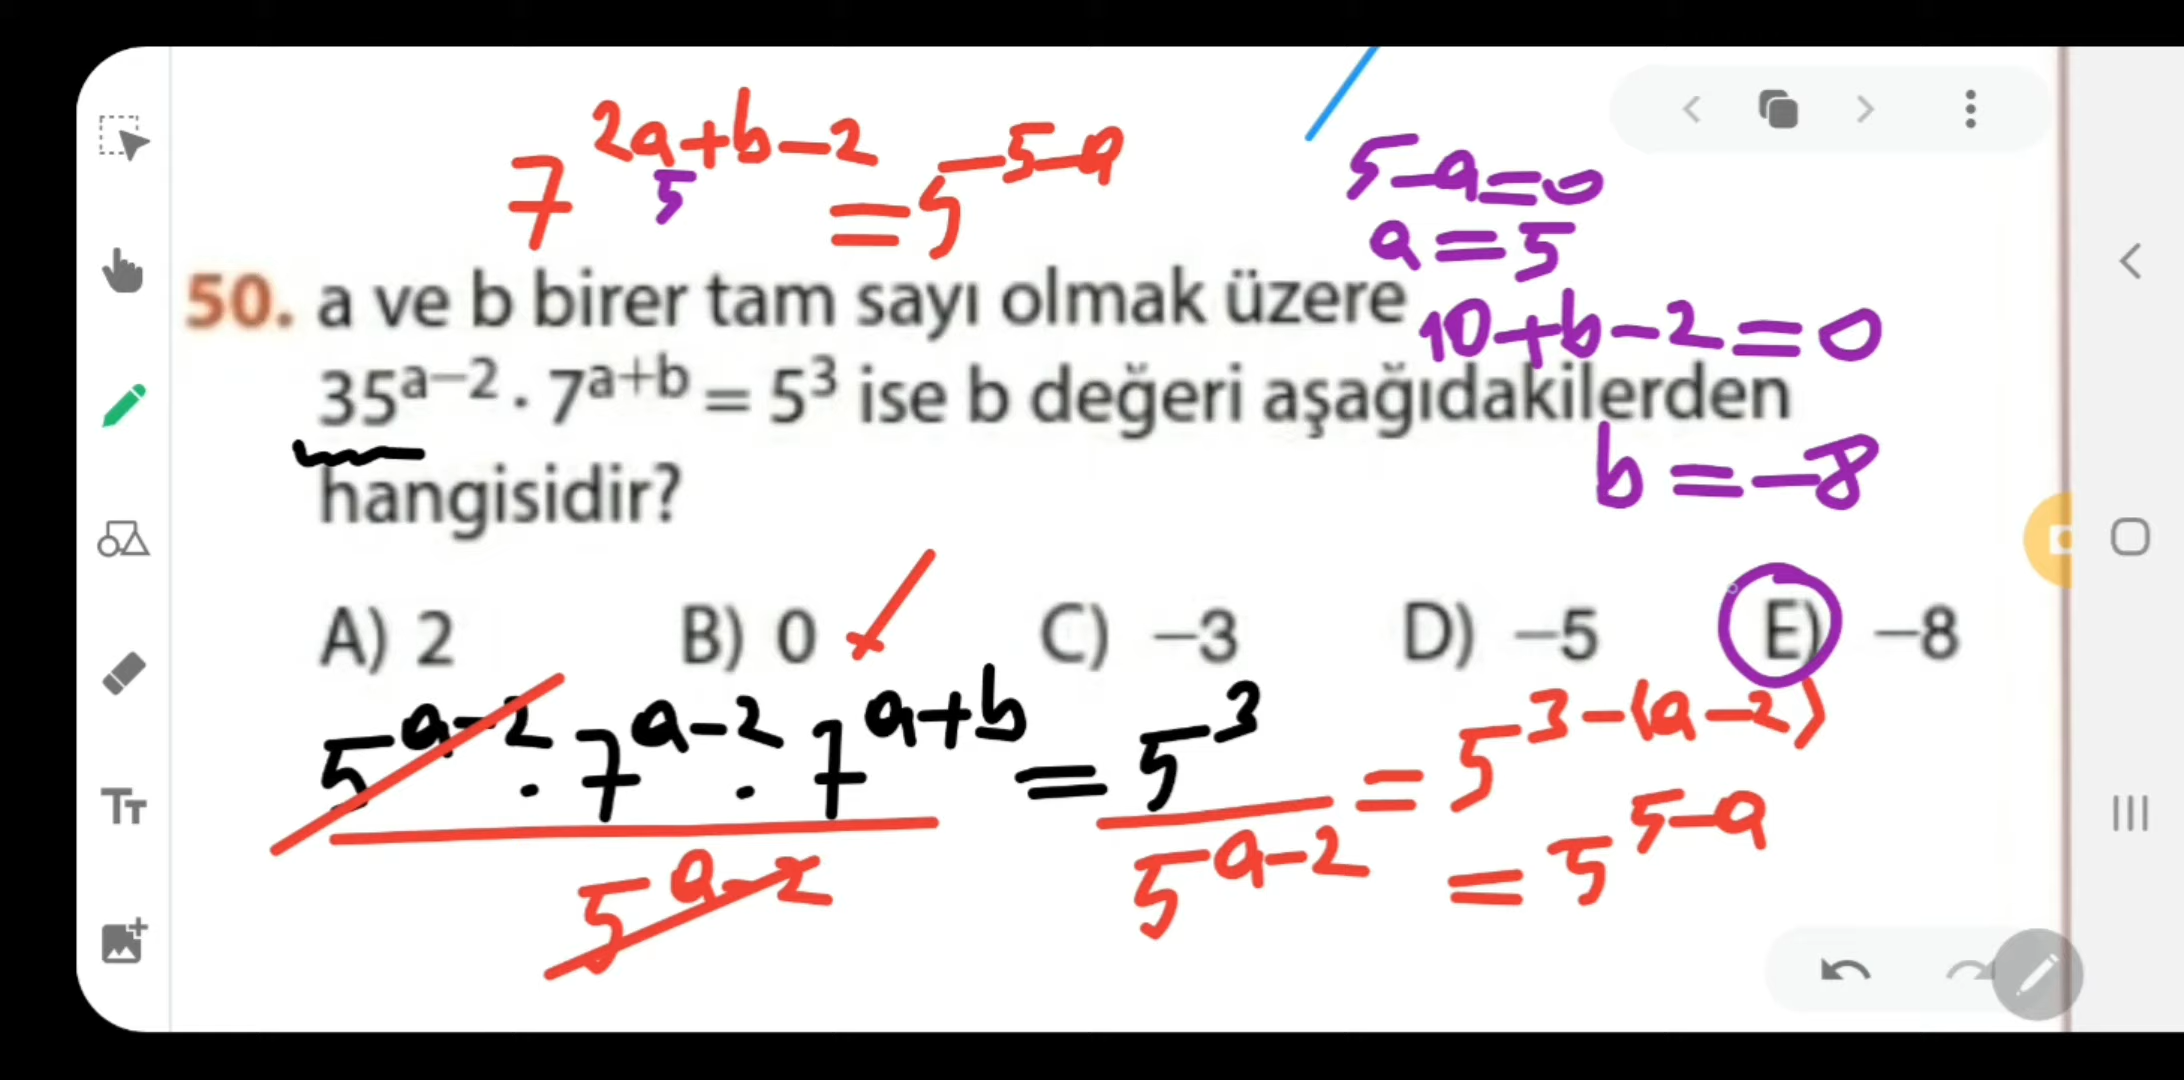 7^{2a+b-2} = 5^{5-a}
5
5-a=0
a=5
50. a ve b birer tam sayı olmak üzere
10+b-2=0
35^{a-2} · 7^{a+b} = 5^3 ise b değeri aşağıdakilerden
b=-8
hangisidir?
A) 2 B) 0 C) -3 D) -5 E) -8
5^{a-2} · 7^{a-2} · 7^{a+b} = 5^3 = 5^{3-(a-2)}
5^{a-2} 5^{a-2} = 5^{5-a}
TT